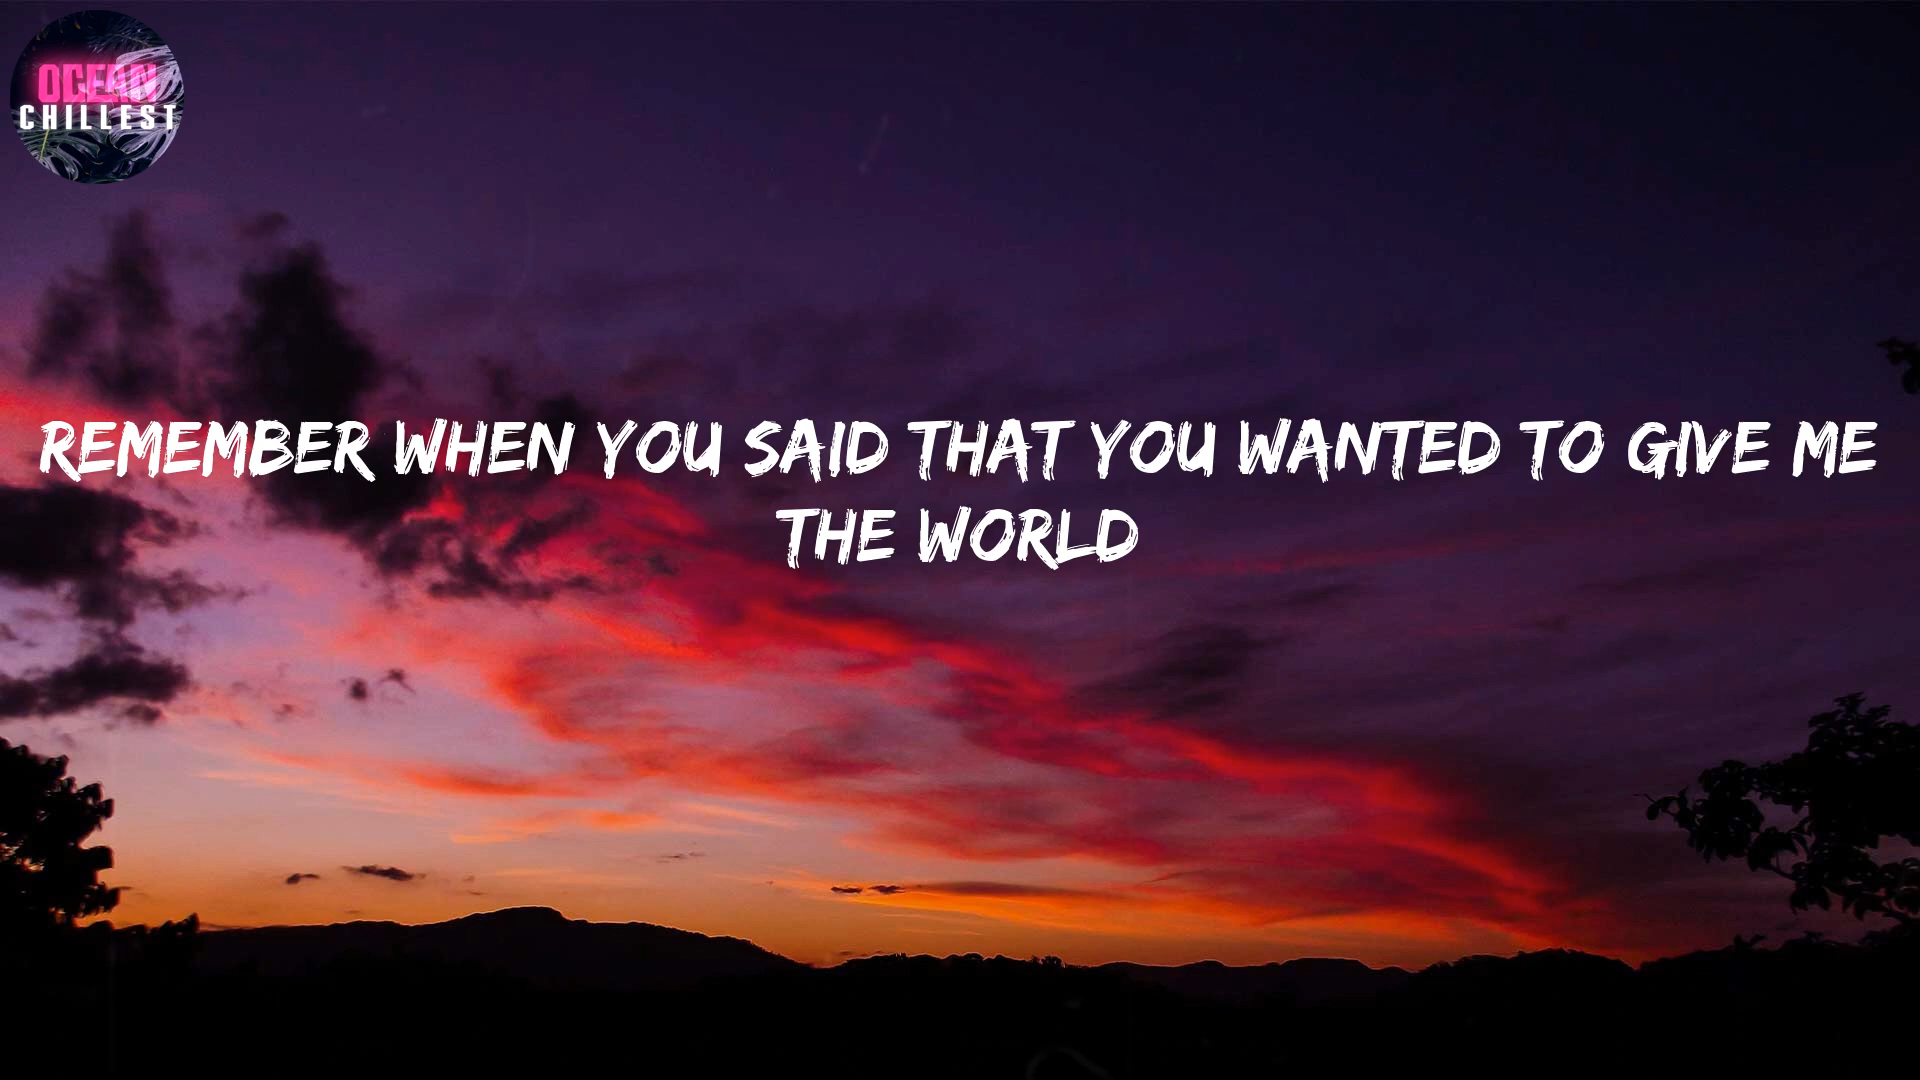 OCEAN
CHILLEST
REMEMBER WHEN YOU SAID THAT YOU WANTED TO GIVE ME
THE WORLD